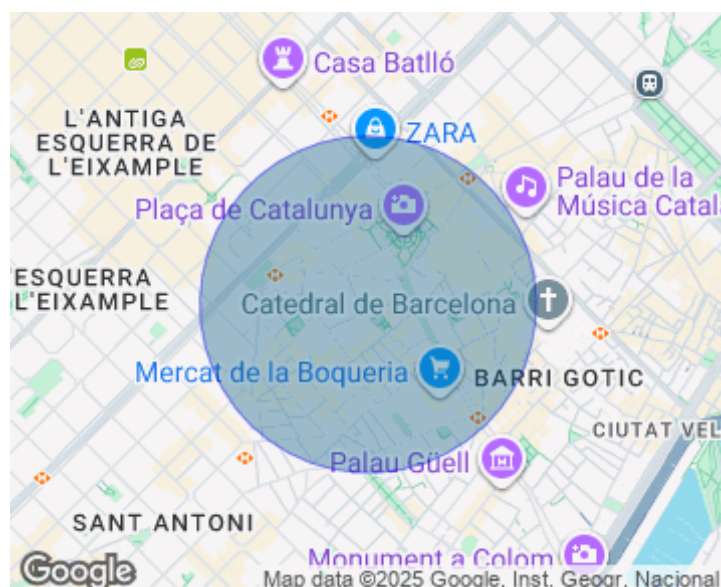 Casa Batlló
L'ANTIGA
ESQUERRA DE
L'EIXAMPLE
ZARA
Palau de la
Música Catala
Plaça de Catalunya
ESQUERRA
L'EIXAMPLE
Catedral de Barcelona
Mercat de la Boqueria
BARRI GOTIC
CIUTAT VEL
Palau Güell
SANT ANTONI
Monument a Colom
Google
Map data ©2025 Google, Inst. Geogr. Nacional